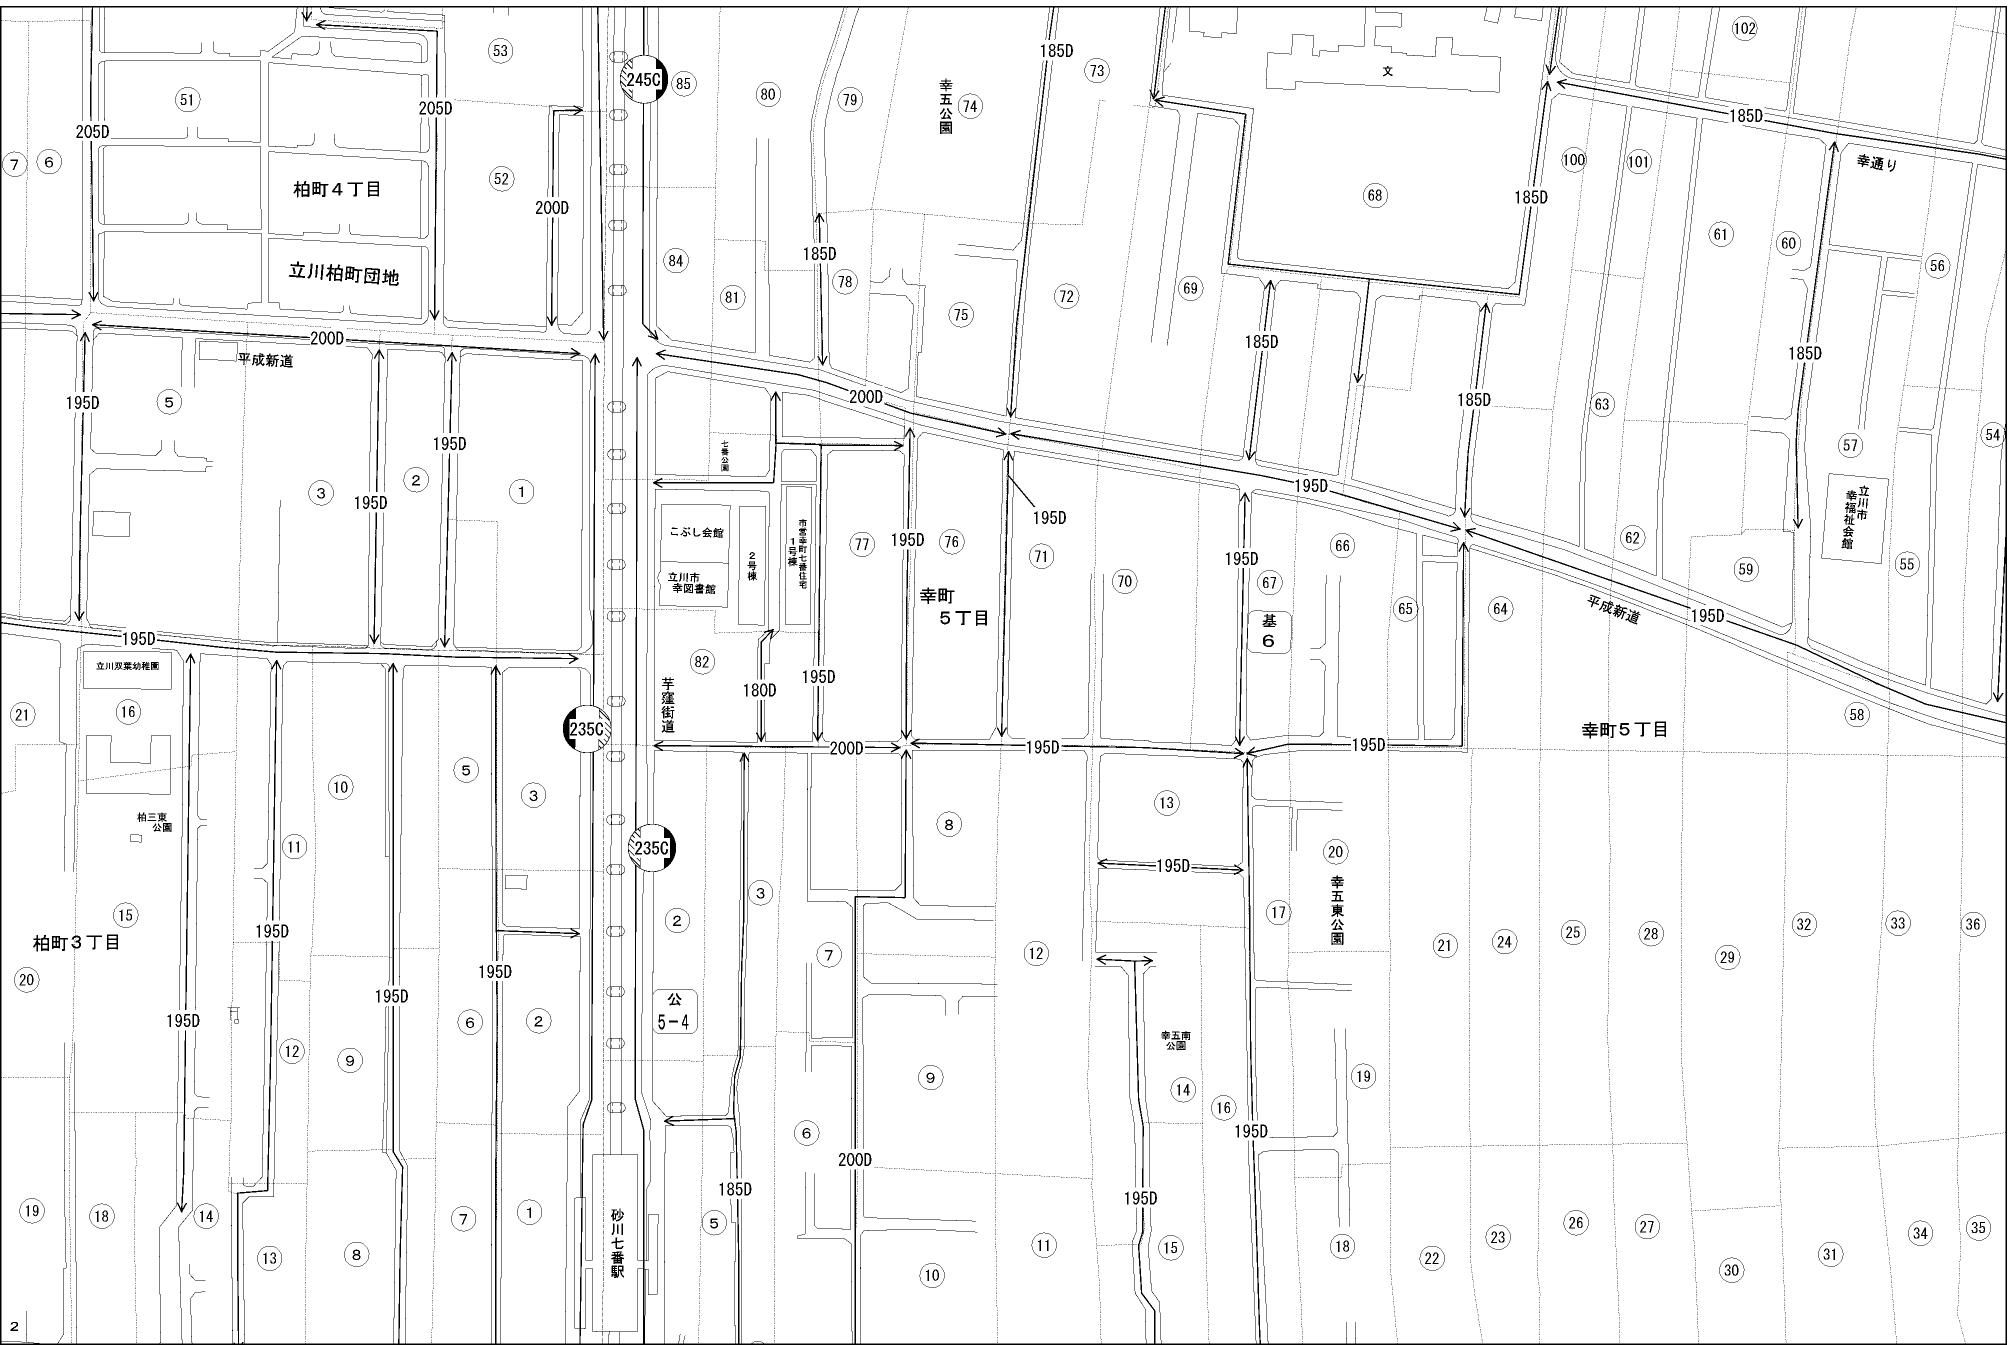 102
53
245C
85
80
79
幸五公園
74
185D
73
文
51
205D
205D
185D
7
6
52
100
101
幸通り
柏町4丁目
200D
68
185D
61
60
56
185D
立川柏町団地
84
81
78
75
72
69
200D
平成新道
185D
185D
195D
5
200D
185D
63
54
195D
195D
七番公園
57
3
2
1
195D
195D
立川市
幸福祉会館
195D
こぶし会館
2号棟
市営幸町七番住宅
1号棟
77
195D
76
71
195D
66
62
59
55
立川市
幸図書館
70
67
65
64
幸町
5丁目
基
6
平成新道
195D
195D
立川双葉幼稚園
82
芋窪街道
180D
195D
21
16
235C
58
幸町5丁目
200D
195D
195D
10
5
3
13
柏三東
公園
8
11
235C
20
195D
3
幸五東公園
15
2
17
柏町3丁目
195D
7
12
21
24
25
28
29
32
33
36
20
195D
195D
195D
公
5-4
6
2
幸五南
公園
12
9
9
14
19
16
6
195D
200D
185D
195D
19
18
14
7
1
砂川七番駅
5
13
8
11
15
18
10
22
23
26
27
30
31
34
35
2